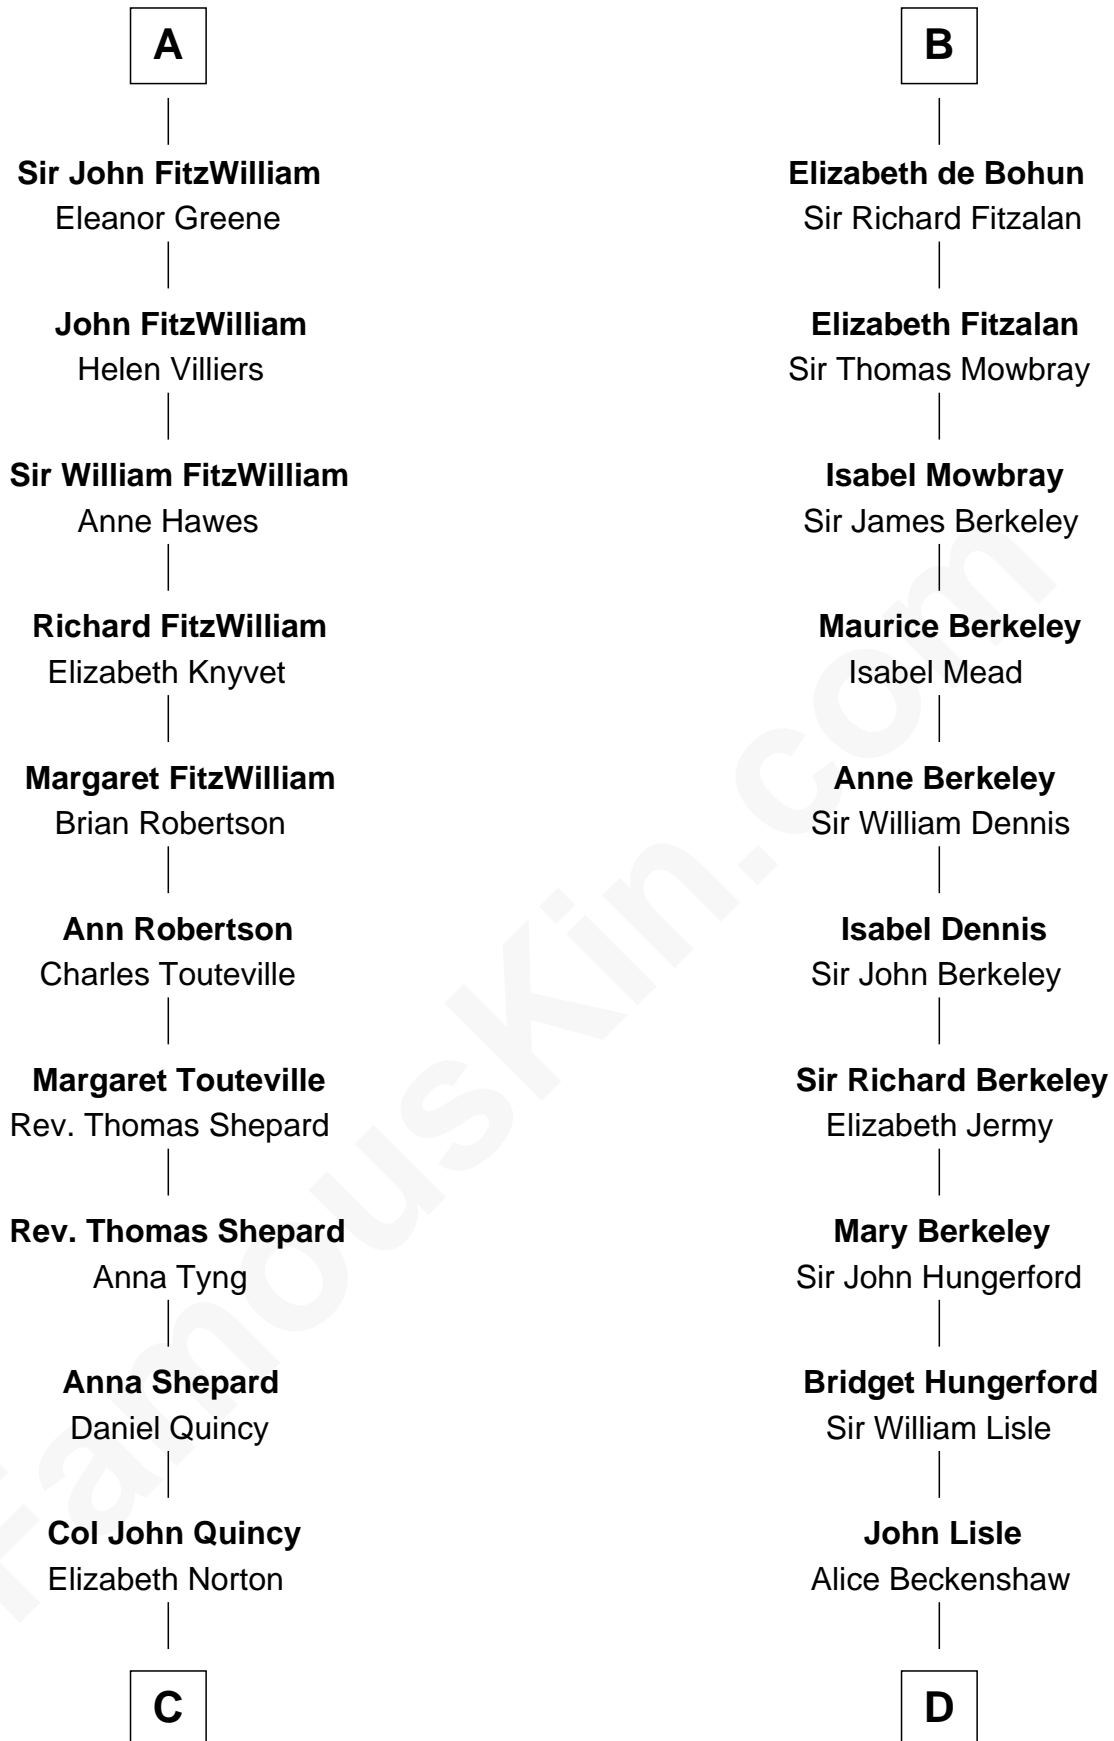 A
Sir John FitzWilliam
Eleanor Greene
John FitzWilliam
Helen Villiers
Sir William FitzWilliam
Anne Hawes
Richard FitzWilliam
Elizabeth Knyvet
Margaret FitzWilliam
Brian Robertson
Ann Robertson
Charles Touteville
Margaret Touteville
Rev. Thomas Shepard
Rev. Thomas Shepard
Anna Tyng
Anna Shepard
Daniel Quincy
Col John Quincy
Elizabeth Norton
C
B
Elizabeth de Bohun
Sir Richard Fitzalan
Elizabeth Fitzalan
Sir Thomas Mowbray
Isabel Mowbray
Sir James Berkeley
Maurice Berkeley
Isabel Mead
Anne Berkeley
Sir William Dennis
Isabel Dennis
Sir John Berkeley
Sir Richard Berkeley
Elizabeth Jermy
Mary Berkeley
Sir John Hungerford
Bridget Hungerford
Sir William Lisle
John Lisle
Alice Beckenshaw
D
FamousKin.com